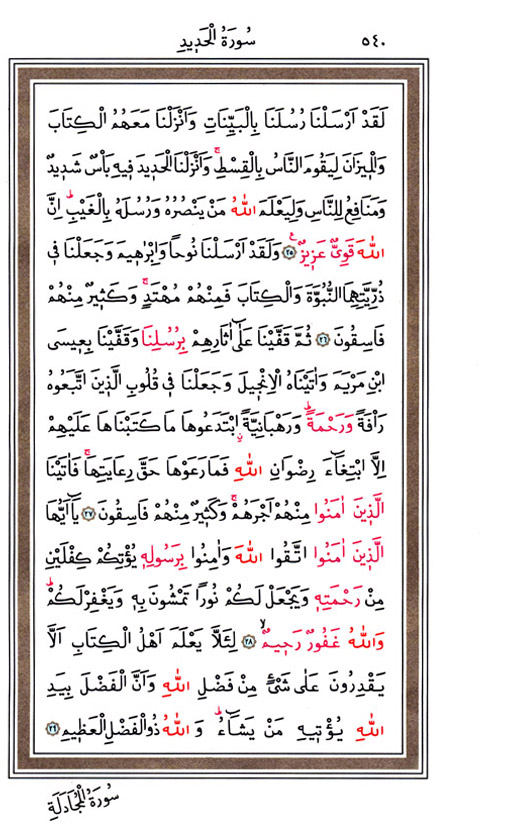 ٥٤٠ سُورَةُ الْحَدٖيدِ
لَقَدْ اَرْسَلْنَا رُسُلَنَا بِالْبَيِّنَاتِ وَاَنْزَلْنَا مَعَهُمُ الْكِتَابَ
وَالْمٖيزَانَ لِيَقُومَ النَّاسُ بِالْقِسْطِۚ وَاَنْزَلْنَا الْحَدٖيدَ فٖيهِ بَاْسٌ شَدٖيدٌ
وَمَنَافِعُ لِلنَّاسِ وَلِيَعْلَمَ اللّٰهُ مَنْ يَنْصُرُهُ وَرُسُلَهُ بِالْغَيْبِۜ اِنَّ
اللّٰهَ قَوِىٌّ عَزٖيزٌࣖ ﴿٢٥﴾ وَلَقَدْ اَرْسَلْنَا نُوحاً وَاِبْرٰهٖيمَ وَجَعَلْنَا فٖى
ذُرِّيَّتِهِمَا النُّبُوَّةَ وَالْكِتَابَ فَمِنْهُمْ مُهْتَدٍۚ وَكَثٖيرٌ مِنْهُمْ
فَاسِقُونَ ﴿٢٦﴾ ثُمَّ قَفَّيْنَا عَلٰٓى اٰثَارِهِمْ بِرُسُلِنَا وَقَفَّيْنَا بِعٖيسَى
ابْنِ مَرْيَمَ وَاٰتَيْنَاهُ الْاِنْجٖيلَ وَجَعَلْنَا فٖى قُلُوبِ الَّذٖينَ اتَّبَعُوهُ
رَاْفَةً وَرَحْمَةًۜ وَرَهْبَانِيَّةًۨ ابْتَدَعُوهَا مَا كَتَبْنَاهَا عَلَيْهِمْ
اِلَّا ابْتِغَٓاءَ رِضْوَانِ اللّٰهِ فَمَا رَعَوْهَا حَقَّ رِعَايَتِهَاۚ فَاٰتَيْنَا
الَّذٖينَ اٰمَنُوا مِنْهُمْ اَجْرَهُمْۚ وَكَثٖيرٌ مِنْهُمْ فَاسِقُونَ ﴿٢٧﴾ يَٓا اَيُّهَا
الَّذٖينَ اٰمَنُوا اتَّقُوا اللّٰهَ وَاٰمِنُوا بِرَسُولِهٖ يُؤْتِكُمْ كِفْلَيْنِ
مِنْ رَحْمَتِهٖ وَيَجْعَلْ لَكُمْ نُوراً تَمْشُونَ بِهٖ وَيَغْفِرْ لَكُمْۜ
وَاللّٰهُ غَفُورٌ رَحٖيمٌۙ ﴿٢٨﴾ لِئَلَّا يَعْلَمَ اَهْلُ الْكِتَابِ اَلَّا
يَقْدِرُونَ عَلٰى شَىْءٍ مِنْ فَضْلِ اللّٰهِ وَاَنَّ الْفَضْلَ بِيَدِ
اللّٰهِ يُؤْتٖيهِ مَنْ يَشَٓاءُۜ وَاللّٰهُ ذُو الْفَضْلِ الْعَظٖيمِ ﴿٢٩﴾
سُورَةُ الْمُجَادَلَةِ